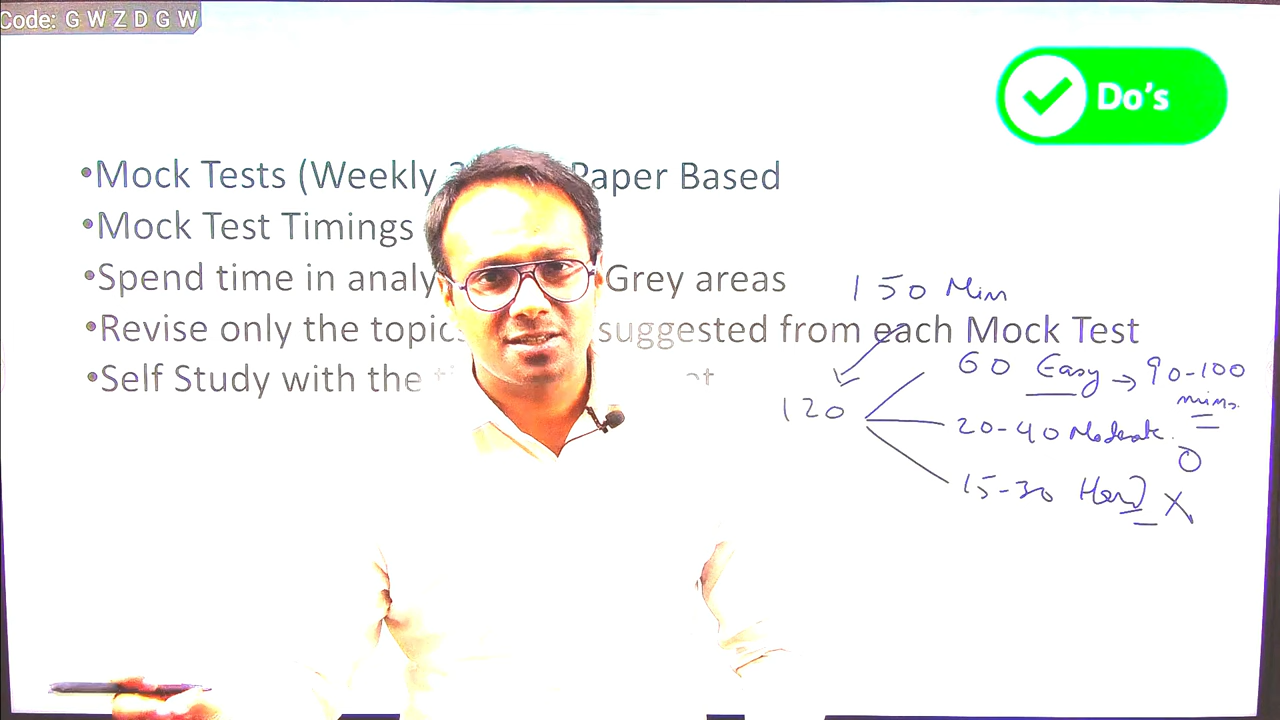 Code: G W Z D G W
Do's
•Mock Tests (Weekly Paper Based
•Mock Test Timings
•Spend time in analy Grey areas
150 Min
•Revise only the topic suggested from each Mock Test
60 Easy → 90-100
mins.
•Self Study with the
120
20-40 Moderate.
15-30 Hard X